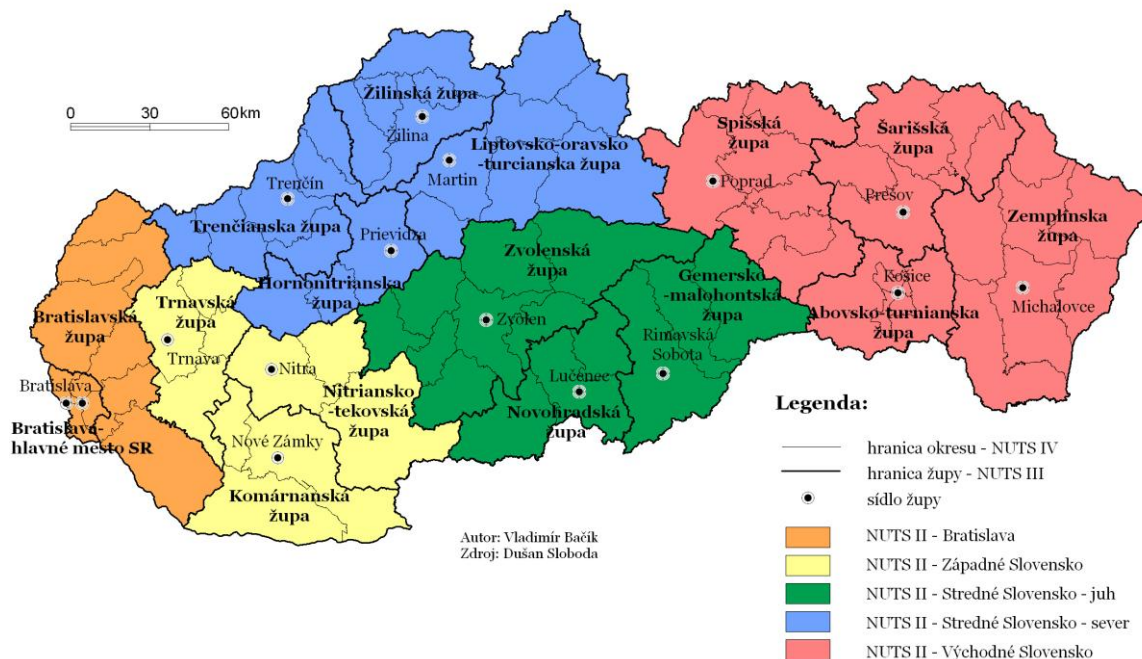 0 30 60km
Žilinská župa
Žilina
Spišská
župa
Šarišská
župa
Liptovsko-oravsko
-turcianska župa
Martin
Trenčín
Poprad
Prešov
Trenčianska župa
Prievidza
Zemplínska
župa
Zvolenská
župa
Gemersko
-malohontská
župa
Košice
Hornonitrianska
župa
Trnavská
župa
Bratislavská
župa
Michalovce
Abovsko-turnianska
župa
Zvolen
Rimavská
Sobota
Trnava
Nitra
Lučenec
Bratislava
Nitriansko
-tekovská
župa
Novohradská
župa
Bratislava-
hlavné mesto SR
Nové Zámky
Komárnanská
župa
Autor: Vladimír Bačík
Zdroj: Dušan Sloboda
Legenda:
hranica okresu - NUTS IV
hranica župy - NUTS III
sídlo župy
NUTS II - Bratislava
NUTS II - Západné Slovensko
NUTS II - Stredné Slovensko - juh
NUTS II - Stredné Slovensko - sever
NUTS II - Východné Slovensko